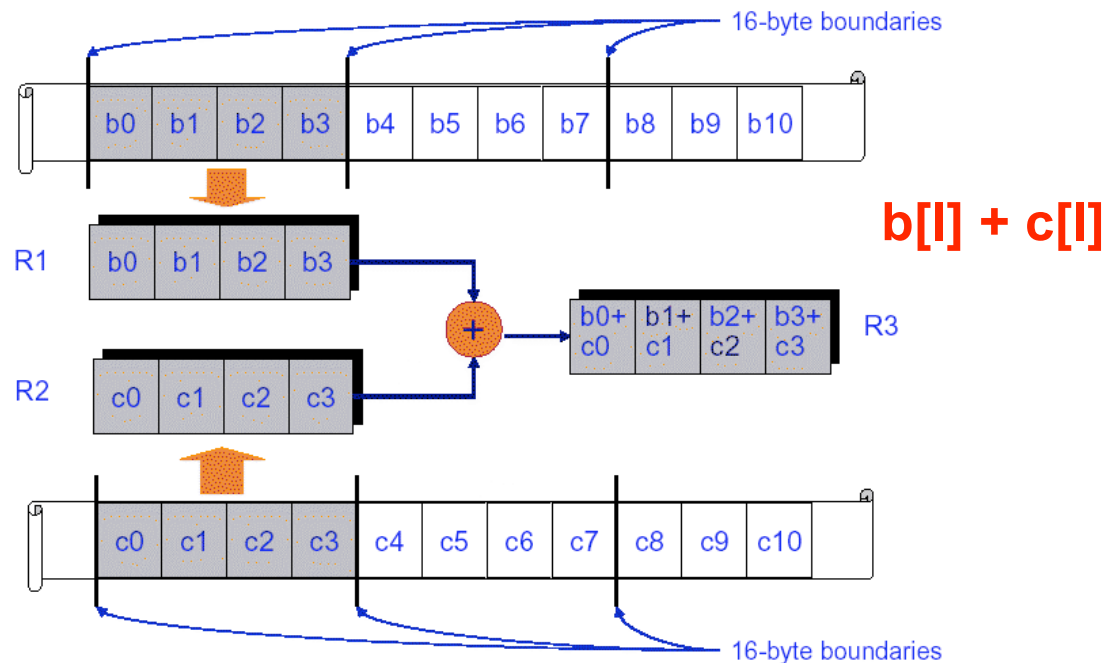 16-byte boundaries
b0 b1 b2 b3 b4 b5 b6 b7 b8 b9 b10
b[I] + c[I]
R1 b0 b1 b2 b3
b0+ b1+ b2+ b3+
c0 c1 c2 c3
R3
+
R2 c0 c1 c2 c3
c0 c1 c2 c3 c4 c5 c6 c7 c8 c9 c10
16-byte boundaries